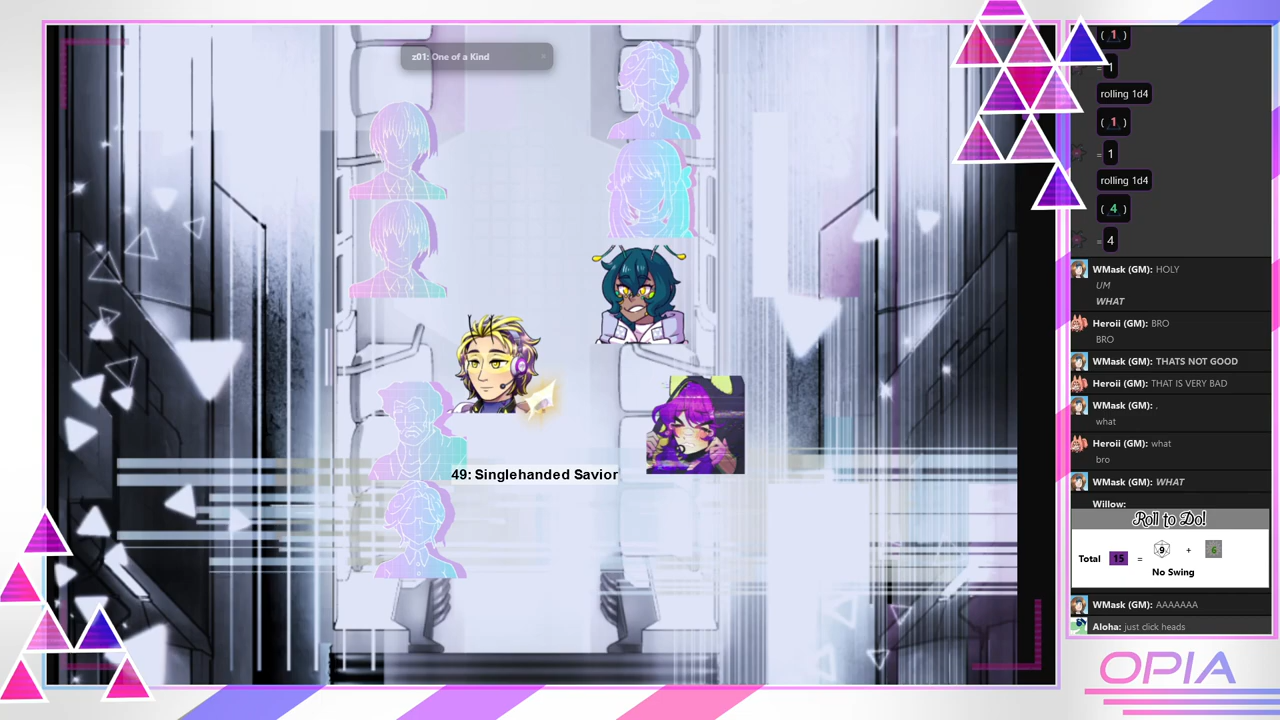 z01: One of a Kind
49: Singlehanded Savior
( 1 )
= 1
rolling 1d4
( 1 )
= 1
rolling 1d4
( 4 )
= 4
WMask (GM): HOLY
UM
WHAT
Heroii (GM): BRO
BRO
WMask (GM): THATS NOT GOOD
Heroii (GM): THAT IS VERY BAD
WMask (GM): .
what
Heroii (GM): what
bro
WMask (GM): WHAT
Willow:
Roll to Do!
Total 15 = 9 + 6
No Swing
WMask (GM): AAAAAAA
Aloha: just click heads
OPIA